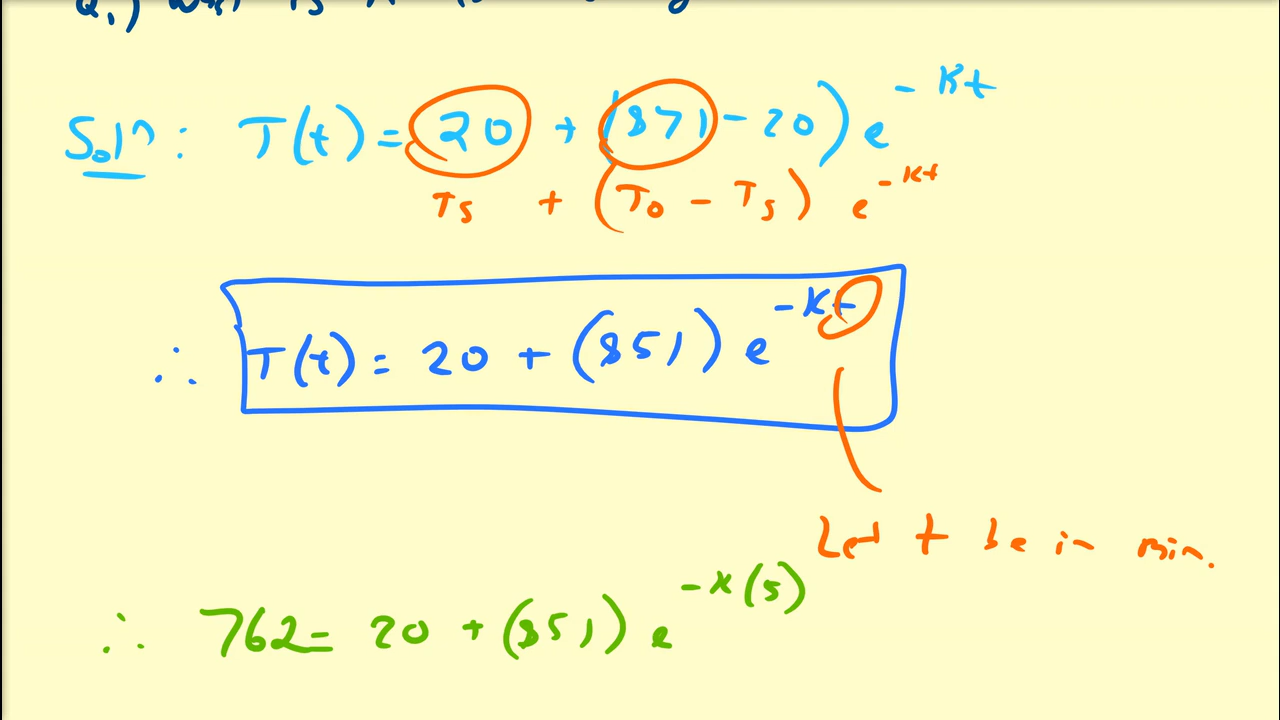 Soln: T(t) = 20 + (871 - 20) e^-Kt
Ts + (To - Ts) e^-Kt
∴ T(t) = 20 + (851) e^-Kt
Let t be in min.
∴ 762 = 20 + (851) e^-K(5)